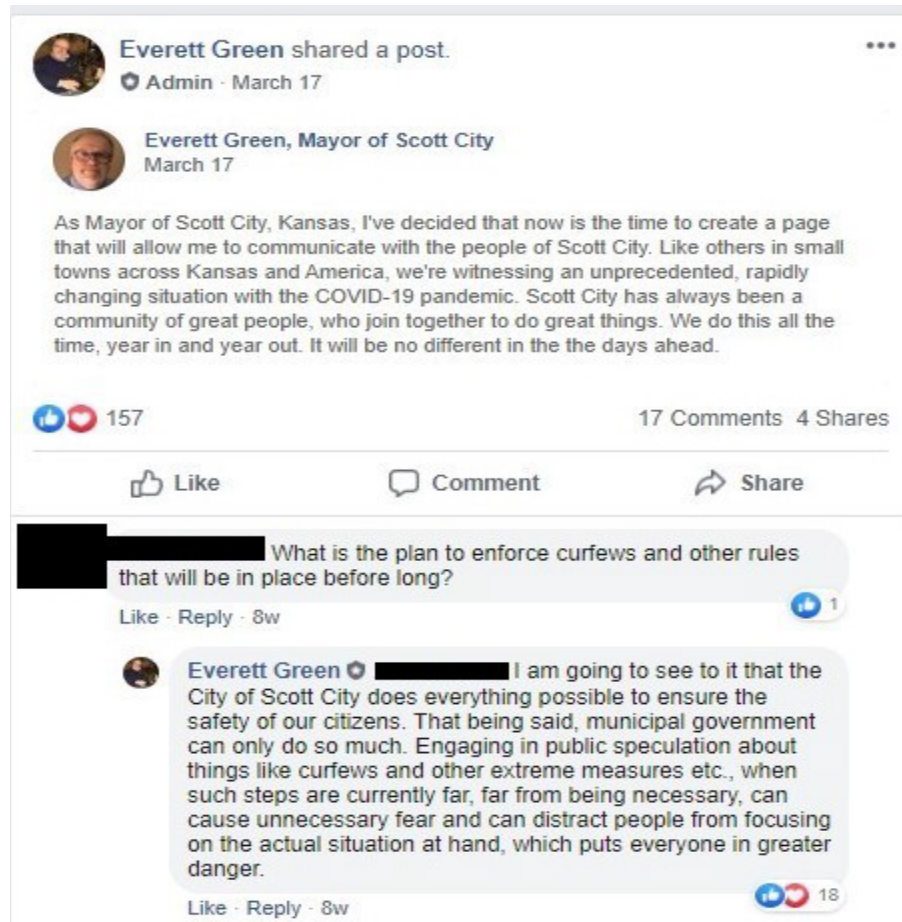 Everett Green shared a post.
Admin · March 17
Everett Green, Mayor of Scott City
March 17
As Mayor of Scott City, Kansas, I've decided that now is the time to create a page
that will allow me to communicate with the people of Scott City. Like others in small
towns across Kansas and America, we're witnessing an unprecedented, rapidly
changing situation with the COVID-19 pandemic. Scott City has always been a
community of great people, who join together to do great things. We do this all the
time, year in and year out. It will be no different in the the days ahead.
157 17 Comments 4 Shares
Like Comment Share
What is the plan to enforce curfews and other rules
that will be in place before long?
1
Like · Reply · 8w
Everett Green I am going to see to it that the
City of Scott City does everything possible to ensure the
safety of our citizens. That being said, municipal government
can only do so much. Engaging in public speculation about
things like curfews and other extreme measures etc., when
such steps are currently far, far from being necessary, can
cause unnecessary fear and can distract people from focusing
on the actual situation at hand, which puts everyone in greater
danger.
18
Like · Reply · 8w